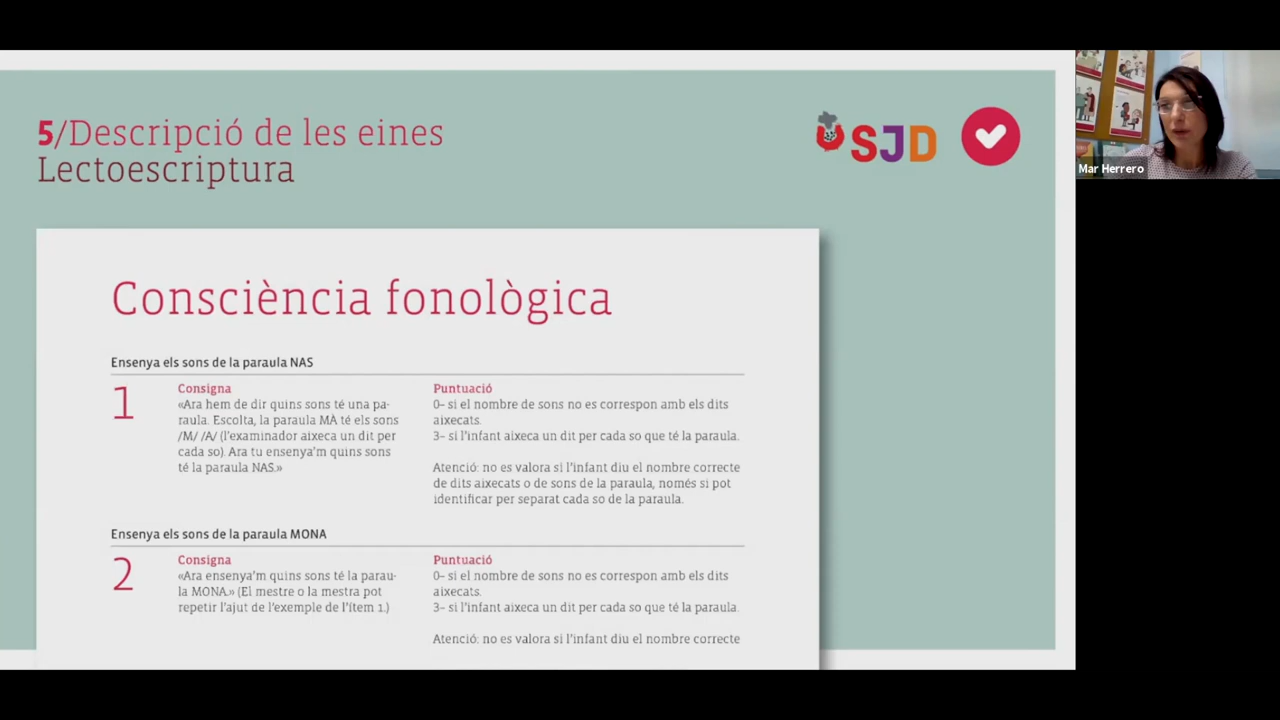 5/Descripció de les eines
Lectoescriptura
SJD
Mar Herrero
Consciència fonològica
Ensenya els sons de la paraula NAS
1
Consigna
«Ara hem de dir quins sons té una pa-
raula. Escolta, la paraula MÀ té els sons
/M/ /A/ (l'examinador aixeca un dit per
cada so). Ara tu ensenya'm quins sons
té la paraula NAS.»
Puntuació
0– si el nombre de sons no es correspon amb els dits
aixecats.
3– si l'infant aixeca un dit per cada so que té la paraula.
Atenció: no es valora si l'infant diu el nombre correcte
de dits aixecats o de sons de la paraula, només si pot
identificar per separat cada so de la paraula.
Ensenya els sons de la paraula MONA
2
Consigna
«Ara ensenya'm quins sons té la parau-
la MONA.» (El mestre o la mestra pot
repetir l'ajut de l'exemple de l'ítem 1.)
Puntuació
0– si el nombre de sons no es correspon amb els dits
aixecats.
3– si l'infant aixeca un dit per cada so que té la paraula.
Atenció: no es valora si l'infant diu el nombre correcte